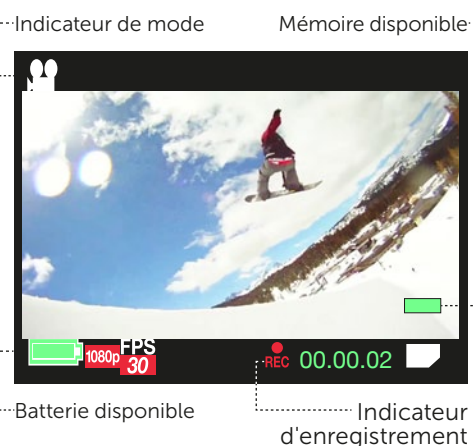 Indicateur de mode
Mémoire disponible
1080p
FPS
30
REC 00.00.02
Batterie disponible
Indicateur
d'enregistrement